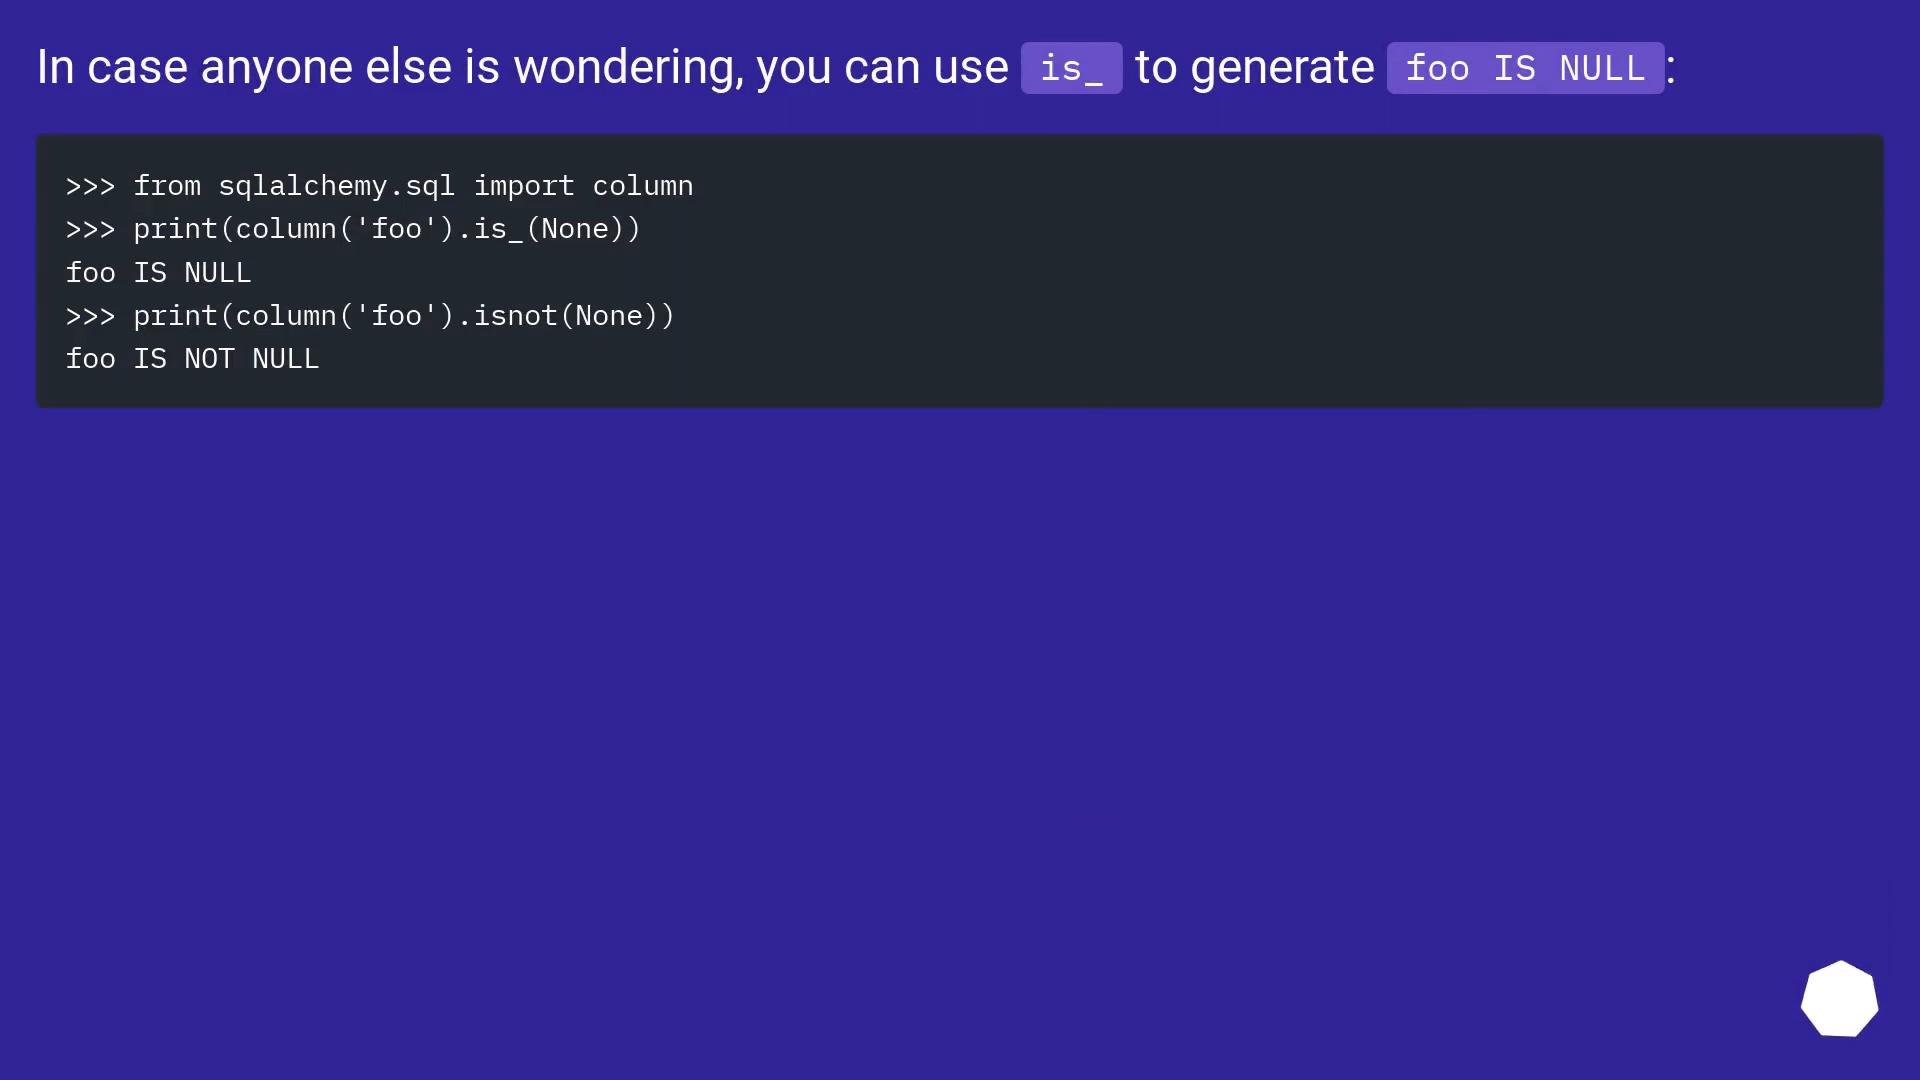 In case anyone else is wondering, you can use is_ to generate foo IS NULL:
>>> from sqlalchemy.sql import column
>>> print(column('foo').is_(None))
foo IS NULL
>>> print(column('foo').isnot(None))
foo IS NOT NULL